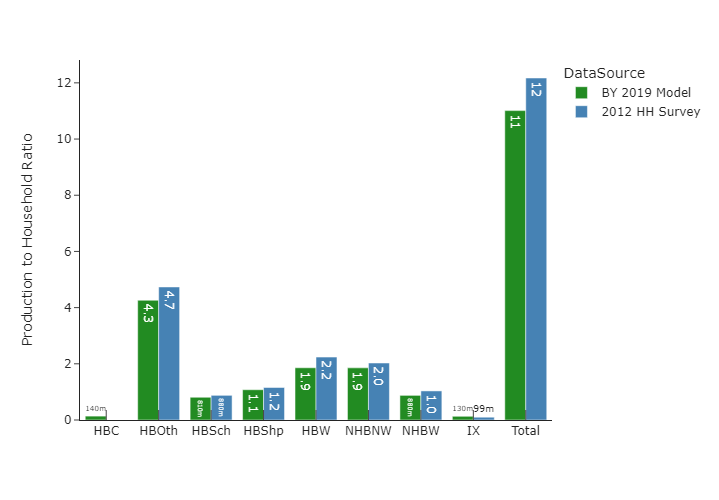 DataSource
BY 2019 Model
2012 HH Survey
Production to Household Ratio
12
10
8
6
4
2
0
140m
4.3
4.7
810m
880m
1.1
1.2
1.9
2.2
1.9
2.0
880m
1.0
130m
99m
11
12
HBC
HBOth
HBSch
HBShp
HBW
NHBNW
NHBW
IX
Total